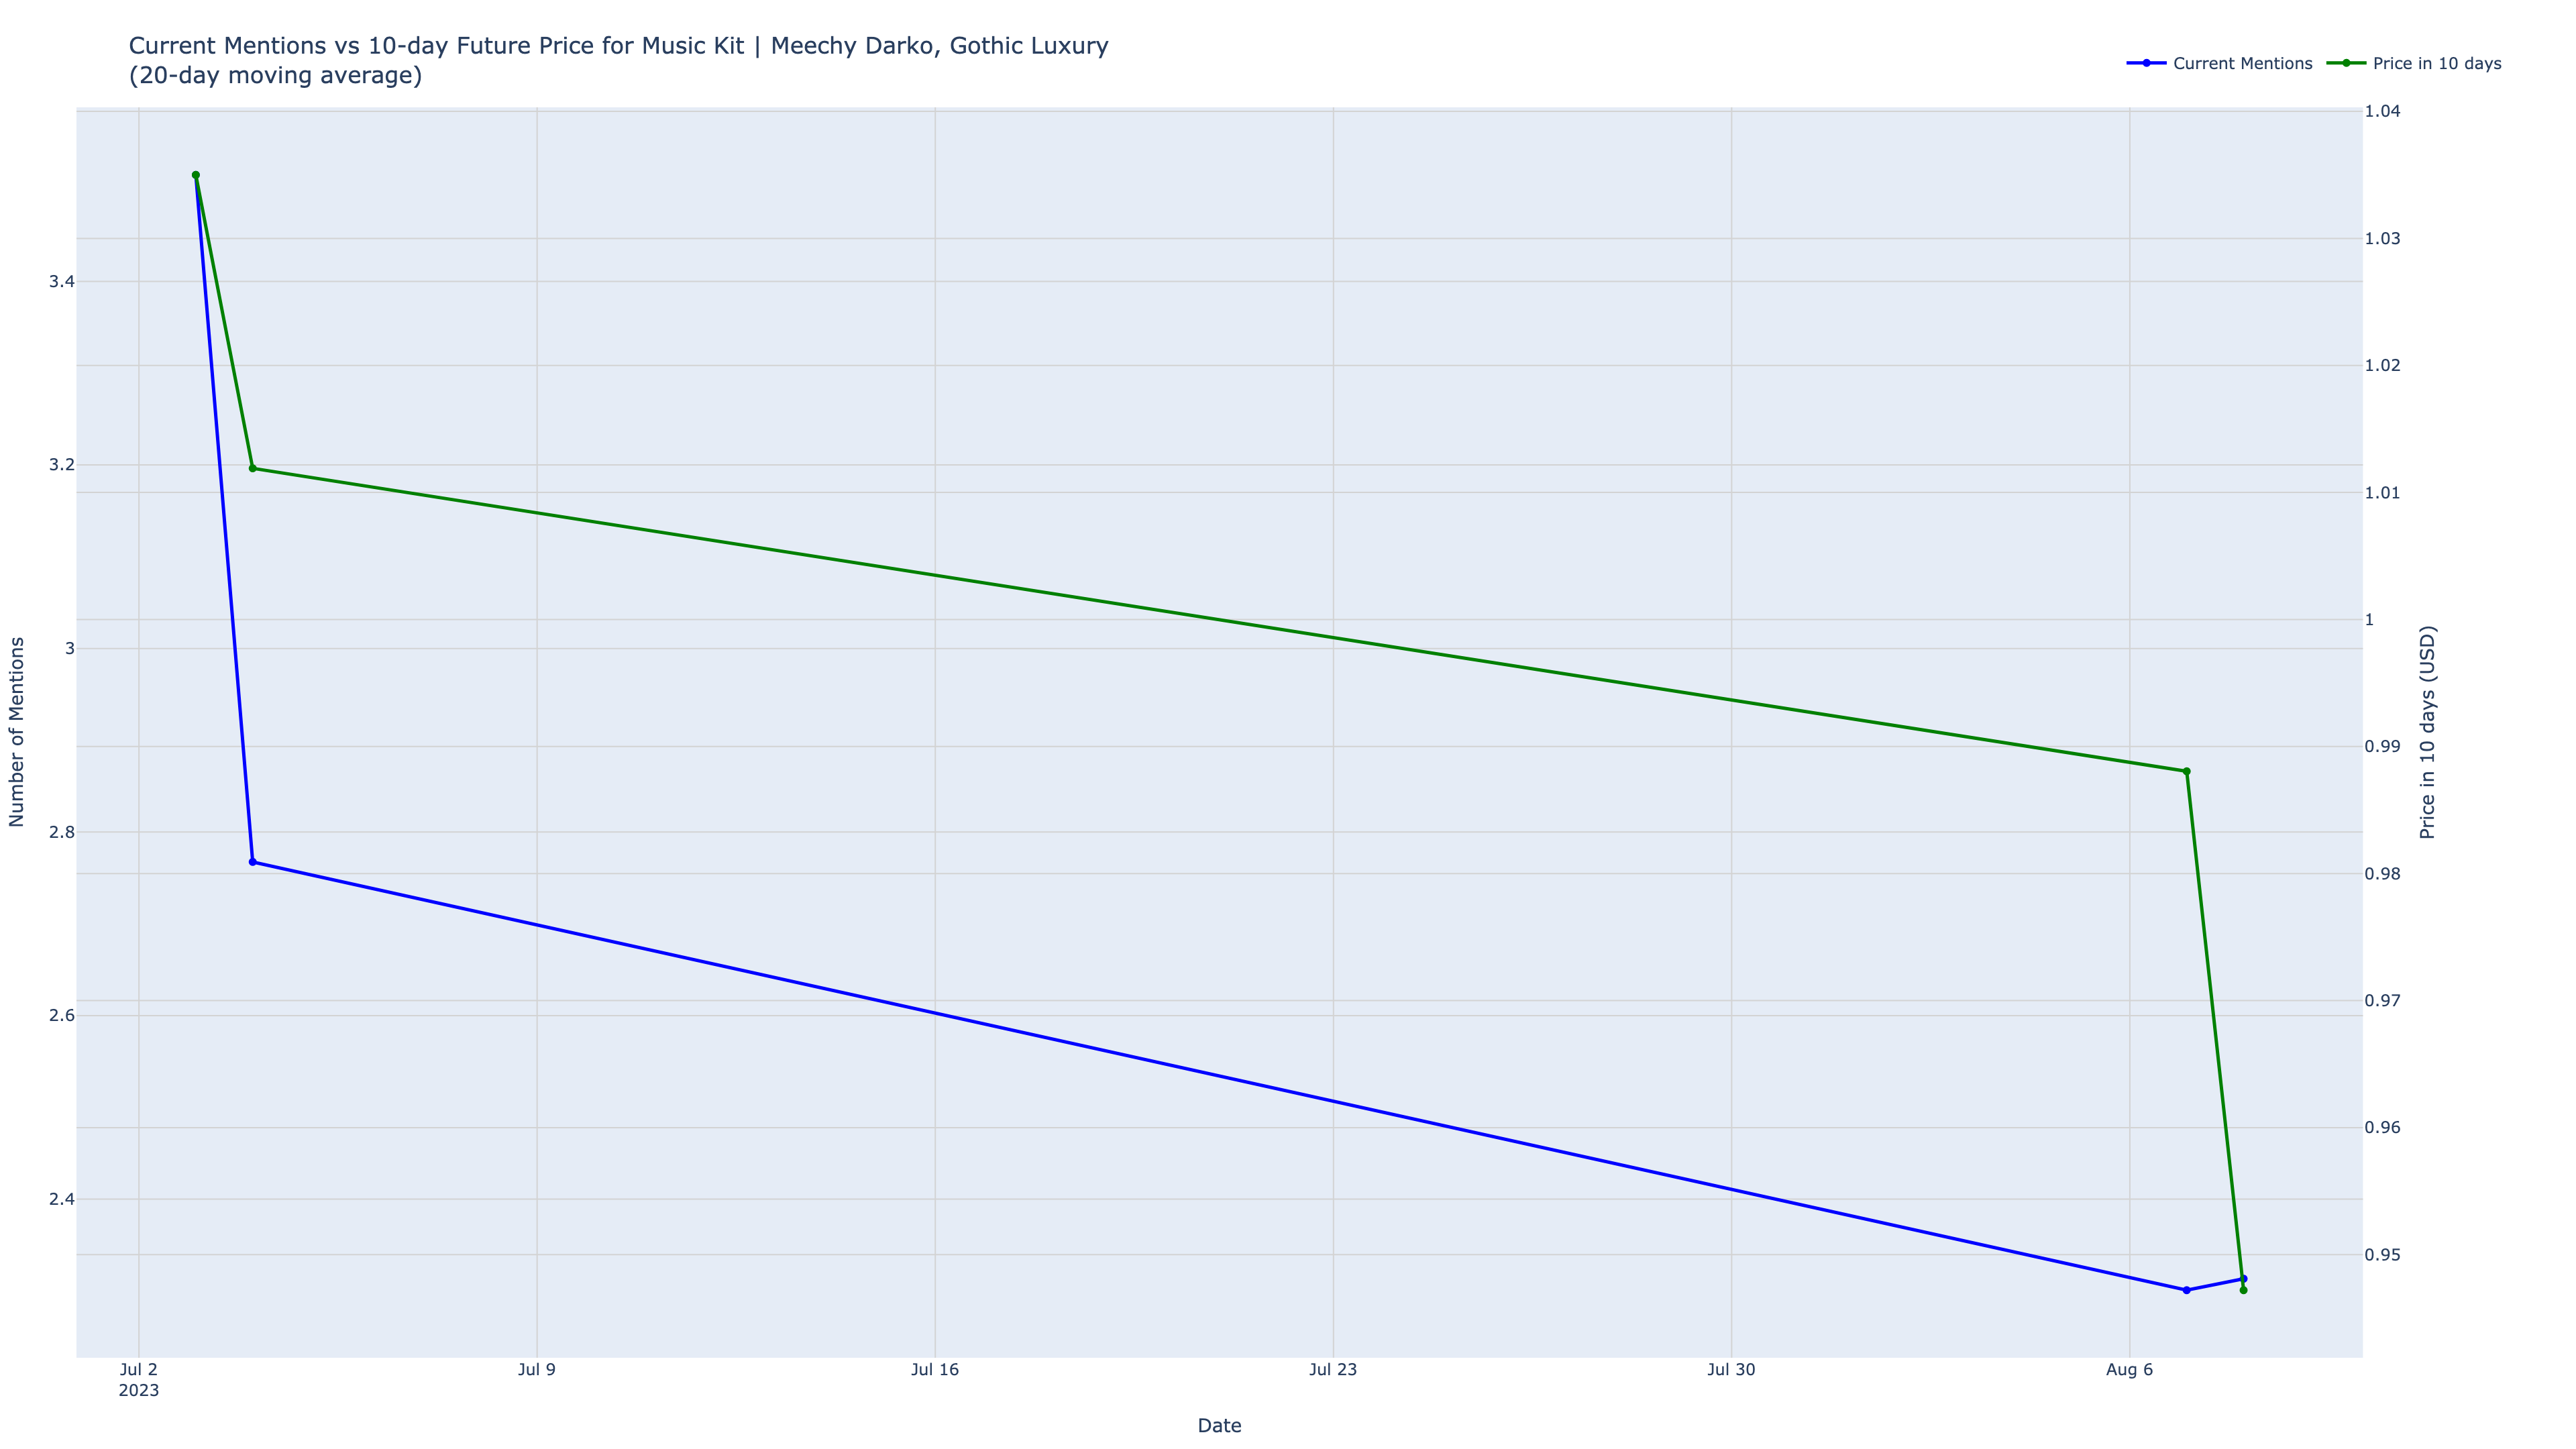 Current Mentions vs 10-day Future Price for Music Kit | Meechy Darko, Gothic Luxury
(20-day moving average)
Current Mentions
Price in 10 days
1.04
1.03
1.02
1.01
1
0.99
0.98
0.97
0.96
0.95
Price in 10 days (USD)
3.4
3.2
3
2.8
2.6
2.4
Number of Mentions
Jul 2
2023
Jul 9
Jul 16
Jul 23
Jul 30
Aug 6
Date